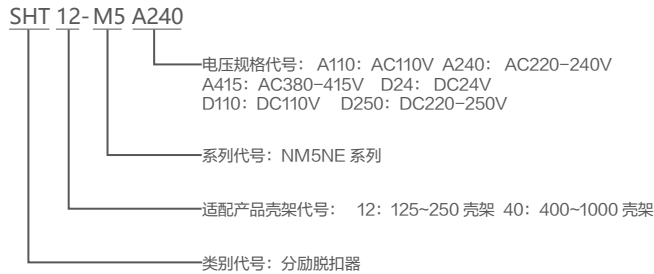 SHT 12- M5 A240
电压规格代号：A110：AC110V A240：AC220-240V
A415：AC380-415V D24：DC24V
D110：DC110V D250：DC220-250V
系列代号：NM5NE 系列
适配产品壳架代号： 12：125~250 壳架 40：400~1000 壳架
类别代号：分励脱扣器